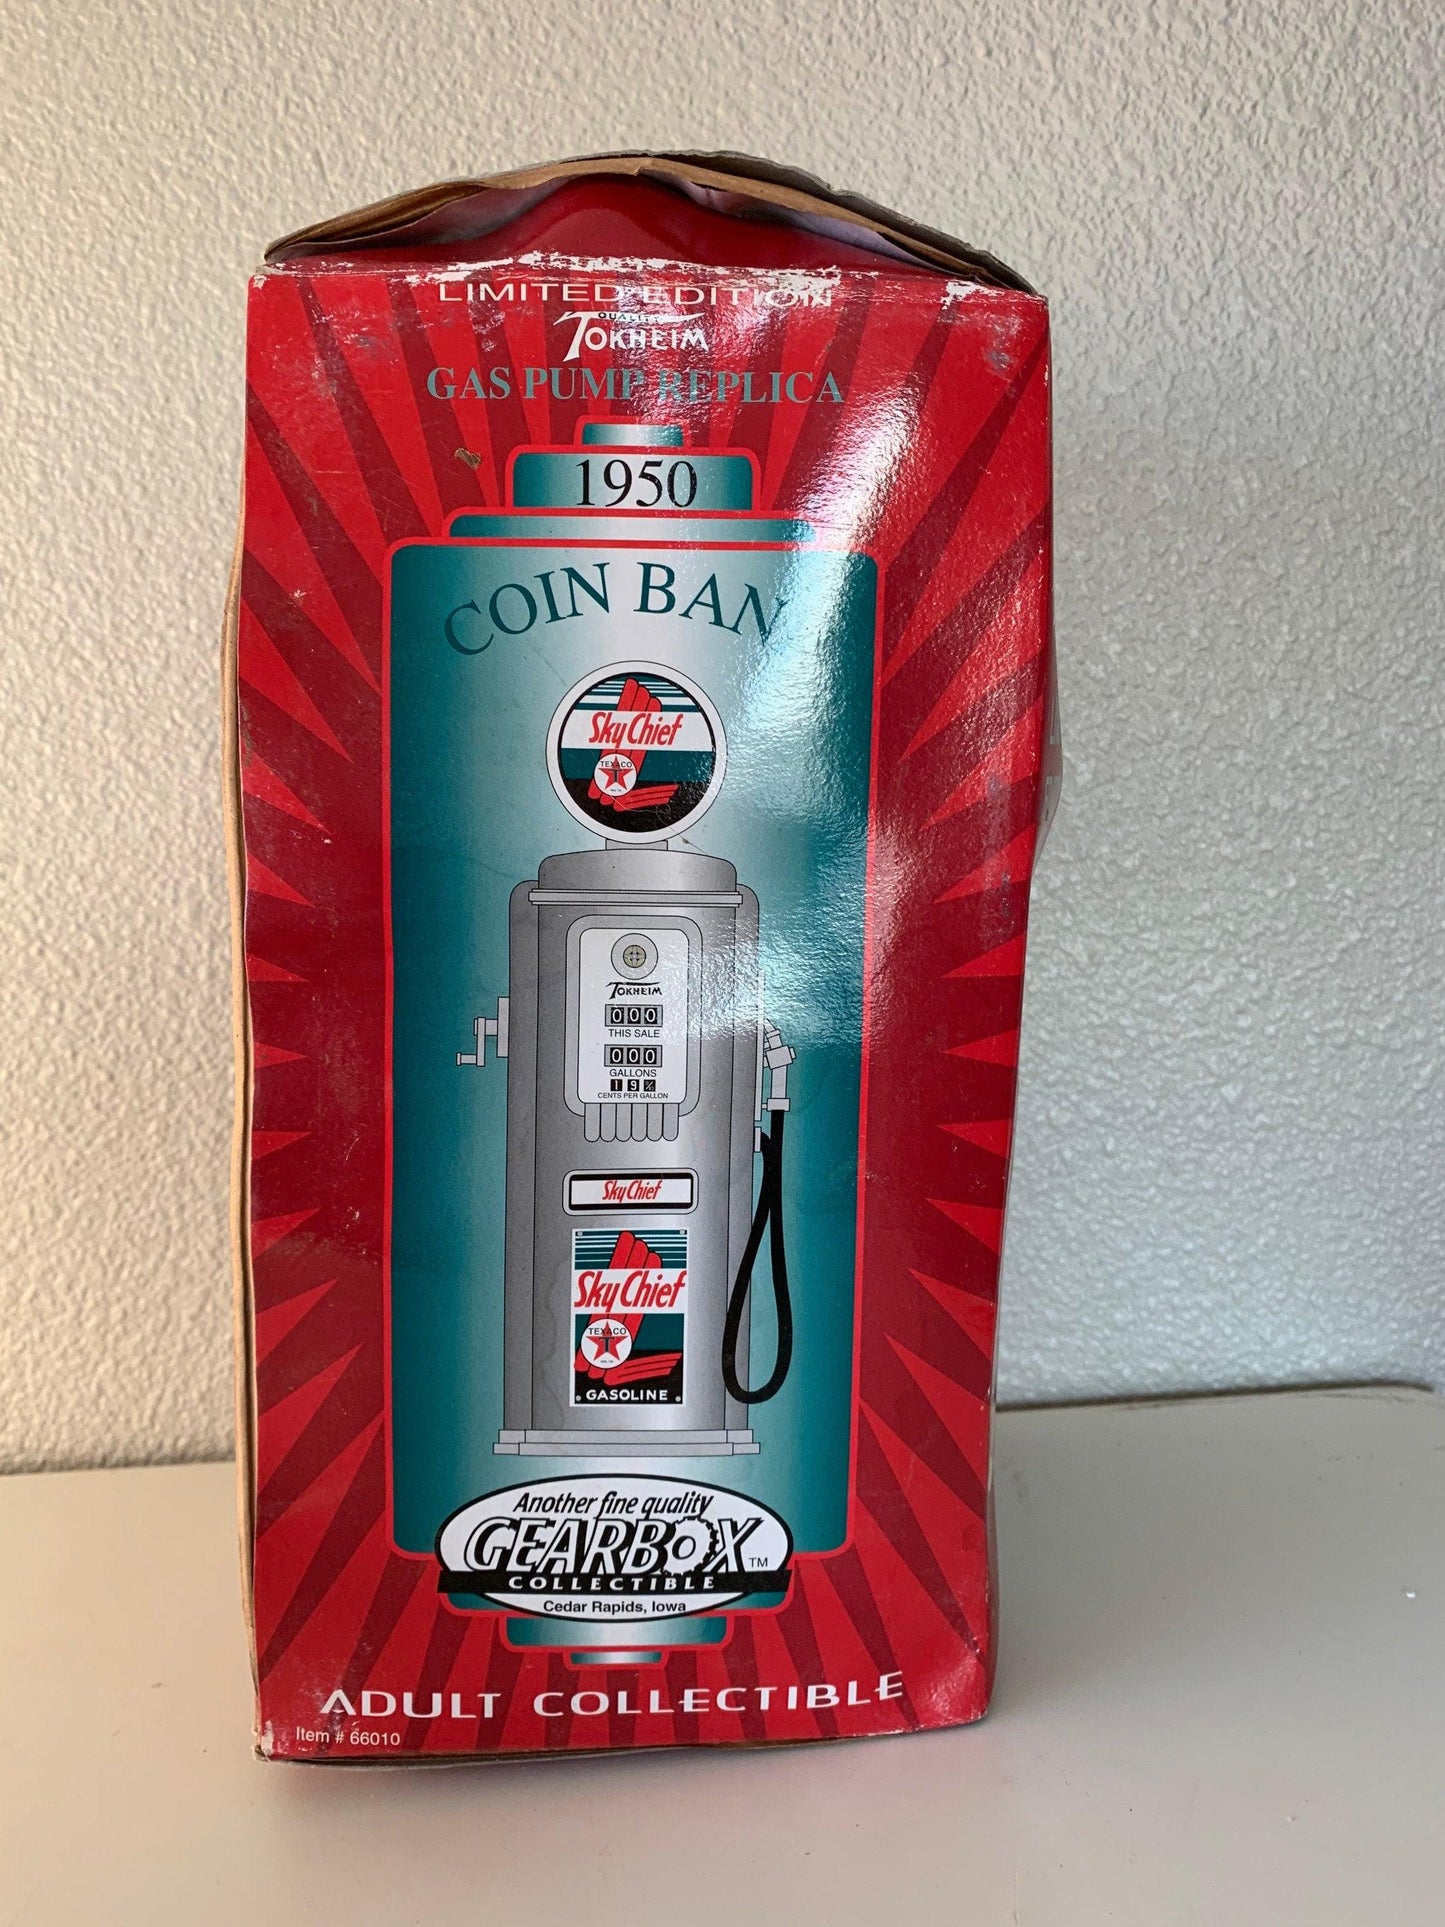 LIMITED EDITION
QUALITY
TOKHEIM
GAS PUMP REPLICA
1950
COIN BAN
Sky Chief
TEXACO
T
TOKHEIM
000
THIS SALE
000
GALLONS
19
CENTS PER GALLON
Sky Chief
Sky Chief
TEXACO
T
GASOLINE
Another fine quality
GEARBOX TM
COLLECTIBLE
Cedar Rapids, Iowa
ADULT COLLECTIBLE
Item # 66010